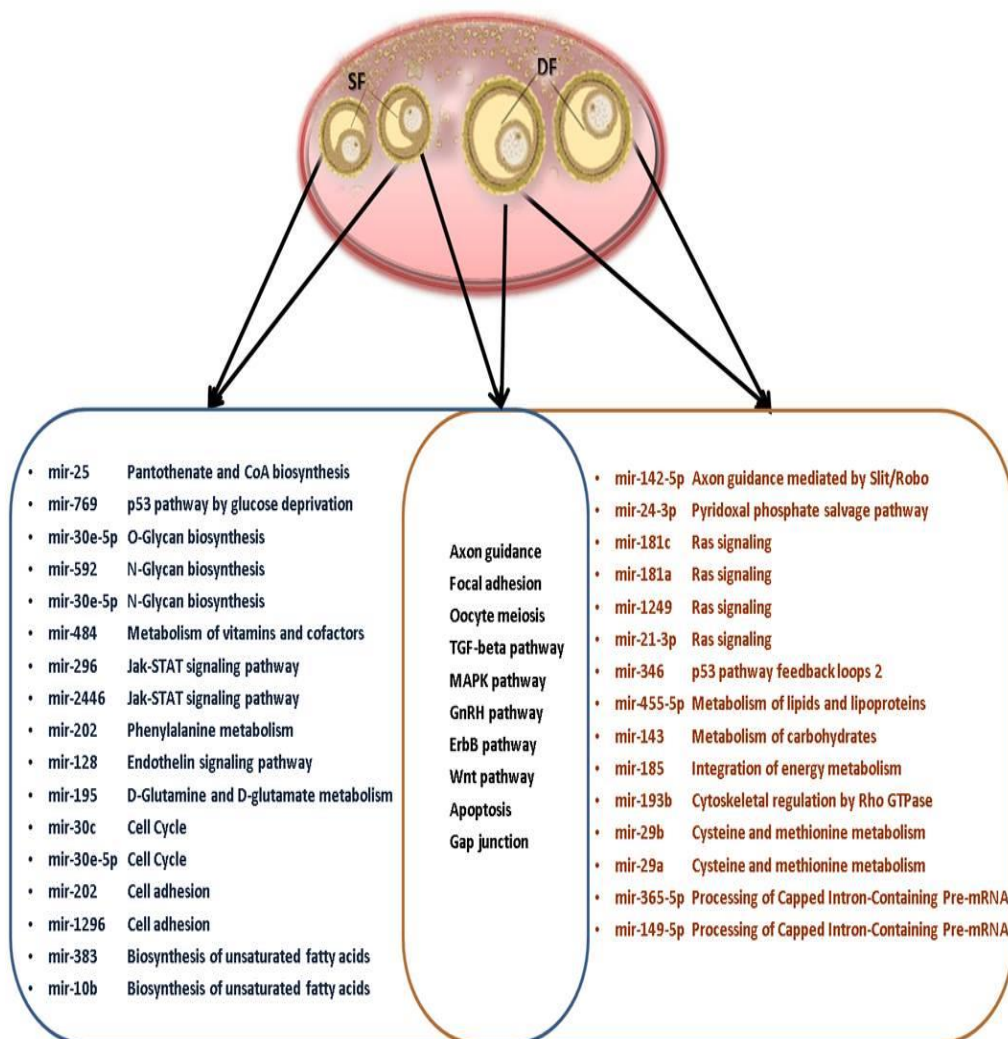 SF
DF
• mir-25 Pantothenate and CoA biosynthesis
• mir-769 p53 pathway by glucose deprivation
• mir-30e-5p O-Glycan biosynthesis
• mir-592 N-Glycan biosynthesis
• mir-30e-5p N-Glycan biosynthesis
• mir-484 Metabolism of vitamins and cofactors
• mir-296 Jak-STAT signaling pathway
• mir-2446 Jak-STAT signaling pathway
• mir-202 Phenylalanine metabolism
• mir-128 Endothelin signaling pathway
• mir-195 D-Glutamine and D-glutamate metabolism
• mir-30c Cell Cycle
• mir-30e-5p Cell Cycle
• mir-202 Cell adhesion
• mir-1296 Cell adhesion
• mir-383 Biosynthesis of unsaturated fatty acids
• mir-10b Biosynthesis of unsaturated fatty acids
Axon guidance
Focal adhesion
Oocyte meiosis
TGF-beta pathway
MAPK pathway
GnRH pathway
ErbB pathway
Wnt pathway
Apoptosis
Gap junction
• mir-142-5p Axon guidance mediated by Slit/Robo
• mir-24-3p Pyridoxal phosphate salvage pathway
• mir-181c Ras signaling
• mir-181a Ras signaling
• mir-1249 Ras signaling
• mir-21-3p Ras signaling
• mir-346 p53 pathway feedback loops 2
• mir-455-5p Metabolism of lipids and lipoproteins
• mir-143 Metabolism of carbohydrates
• mir-185 Integration of energy metabolism
• mir-193b Cytoskeletal regulation by Rho GTPase
• mir-29b Cysteine and methionine metabolism
• mir-29a Cysteine and methionine metabolism
• mir-365-5p Processing of Capped Intron-Containing Pre-mRNA
• mir-149-5p Processing of Capped Intron-Containing Pre-mRNA